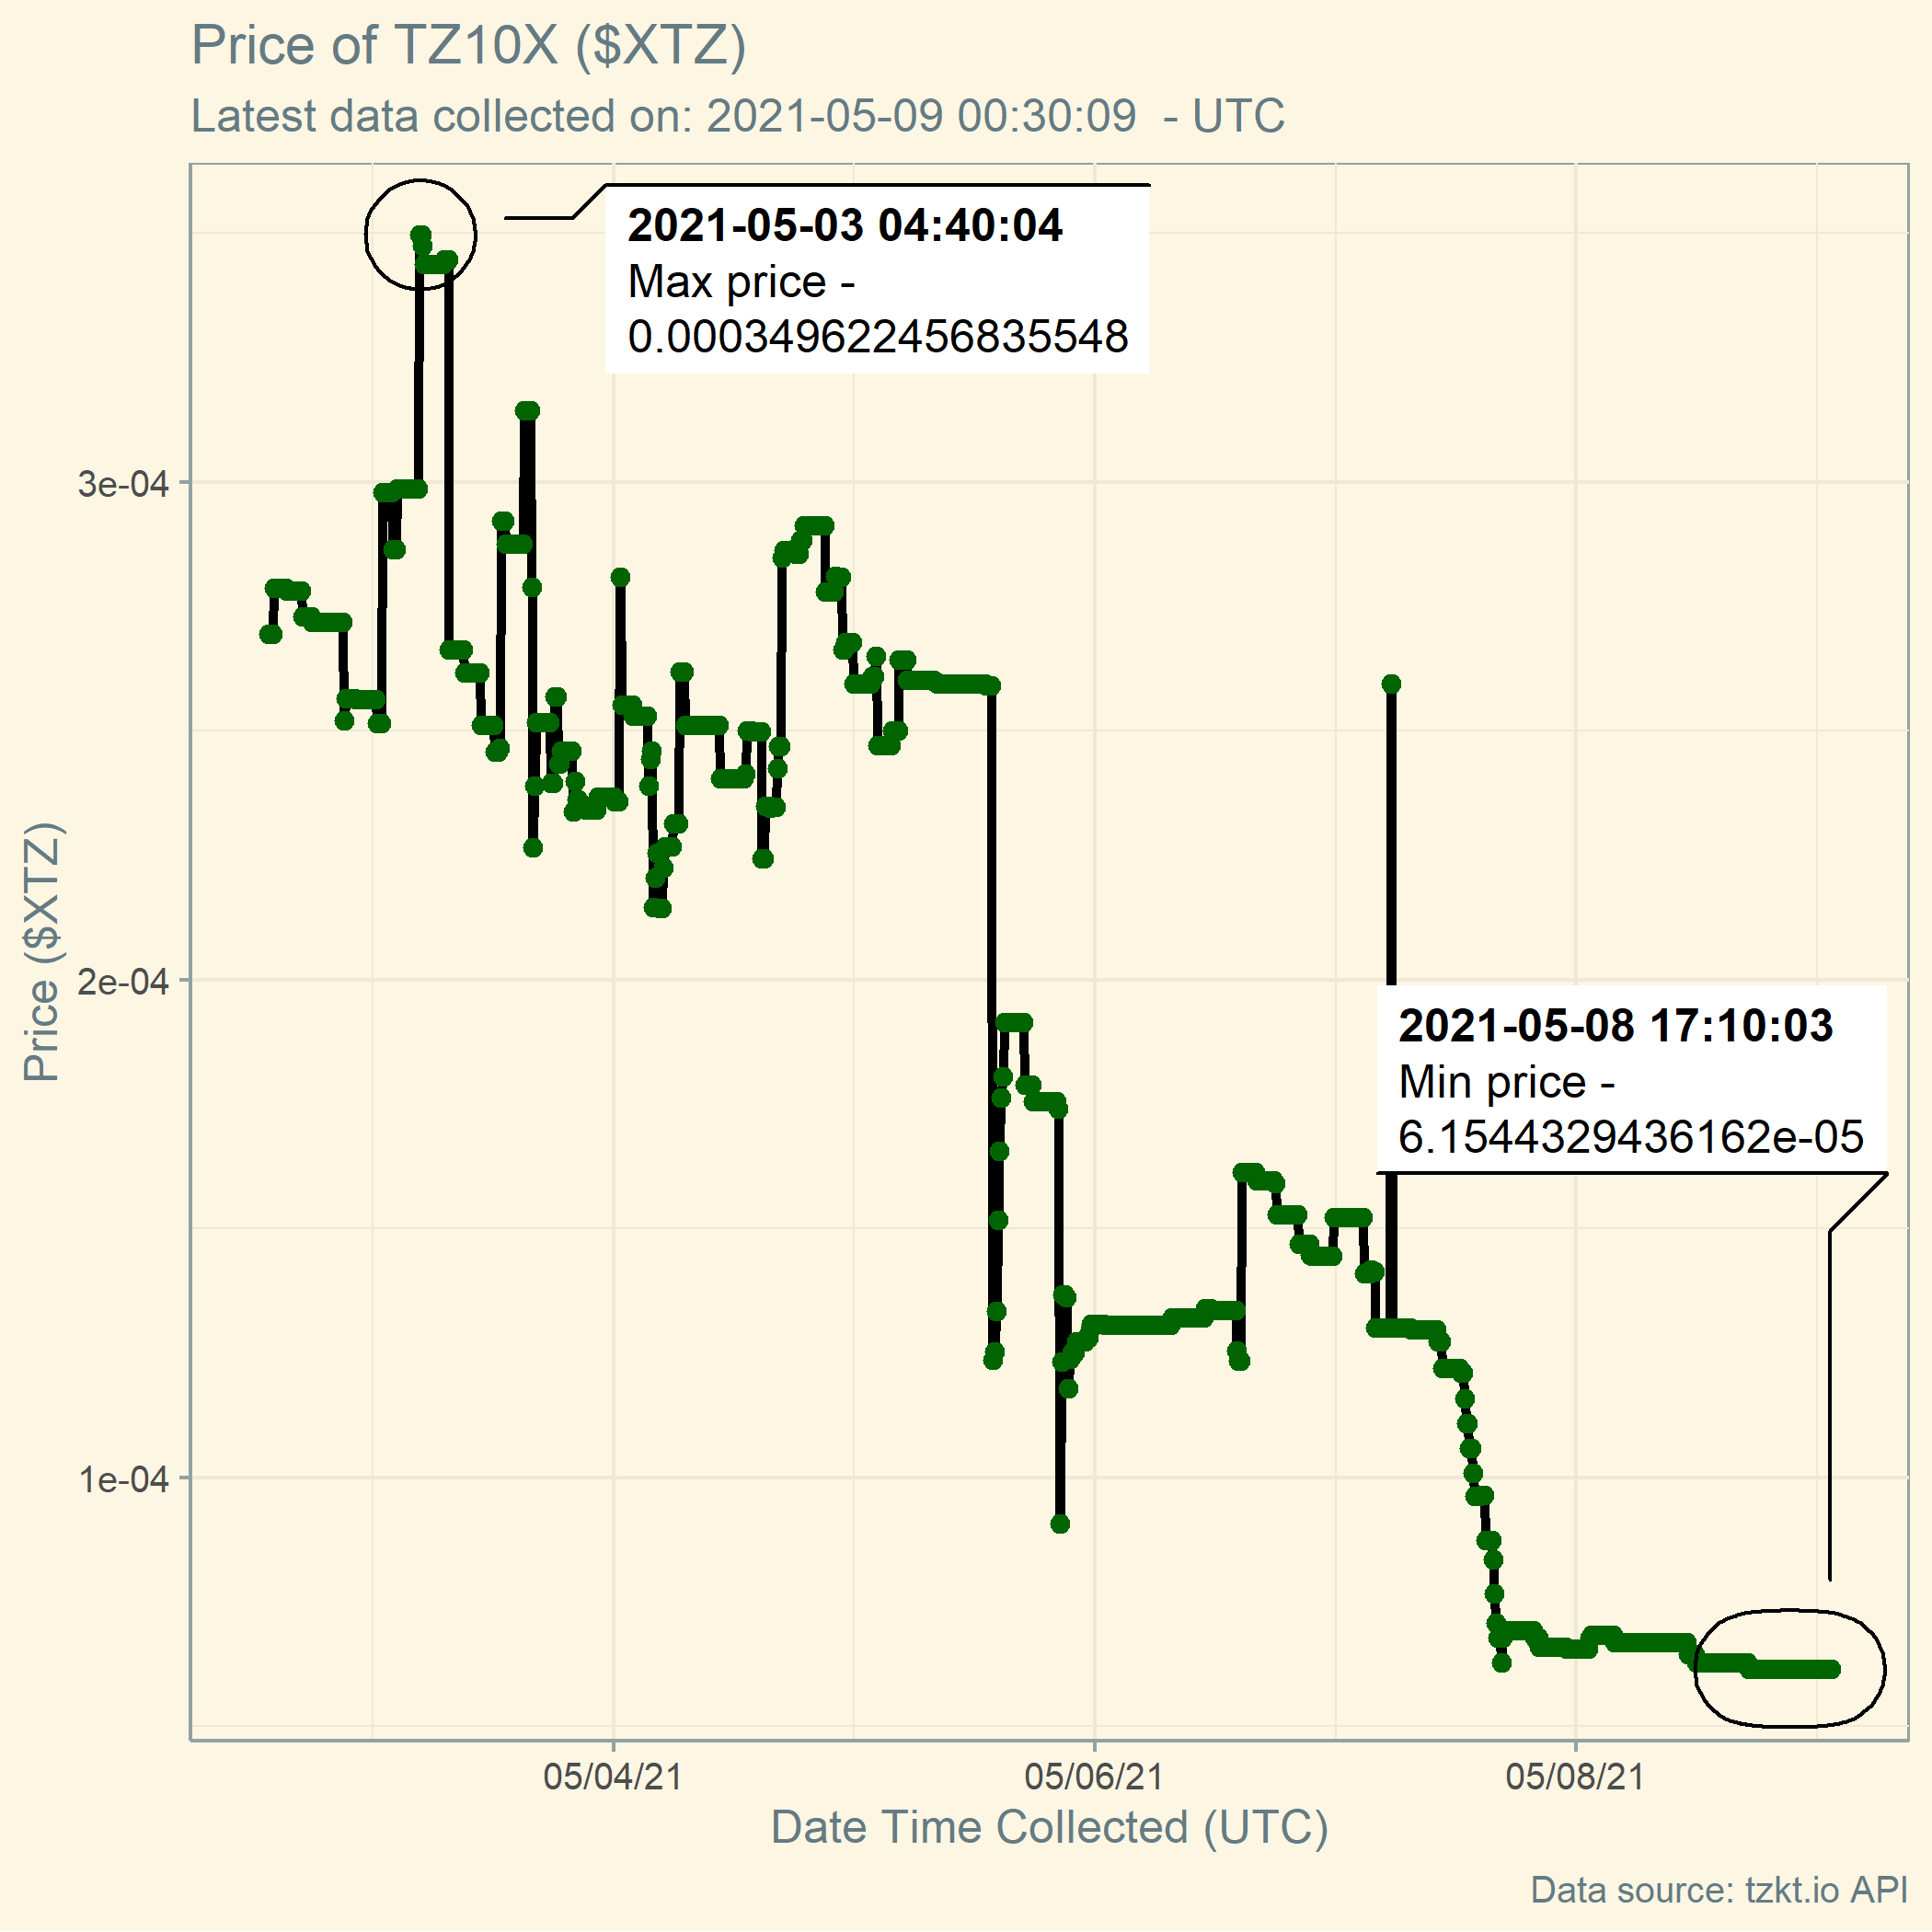 Price of TZ10X ($XTZ)
Latest data collected on: 2021-05-09 00:30:09  - UTC
2021-05-03 04:40:04
Max price -
0.000349622456835548
3e-04
2e-04
1e-04
Price ($XTZ)
2021-05-08 17:10:03
Min price -
6.1544329436162e-05
05/04/21
05/06/21
05/08/21
Date Time Collected (UTC)
Data source: tzkt.io API